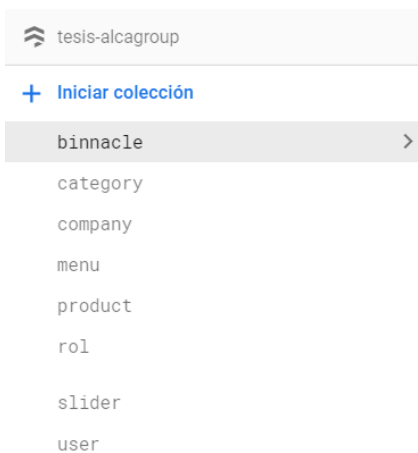 tesis-alcagroup
+ Iniciar colección
binnacle
category
company
menu
product
rol
slider
user